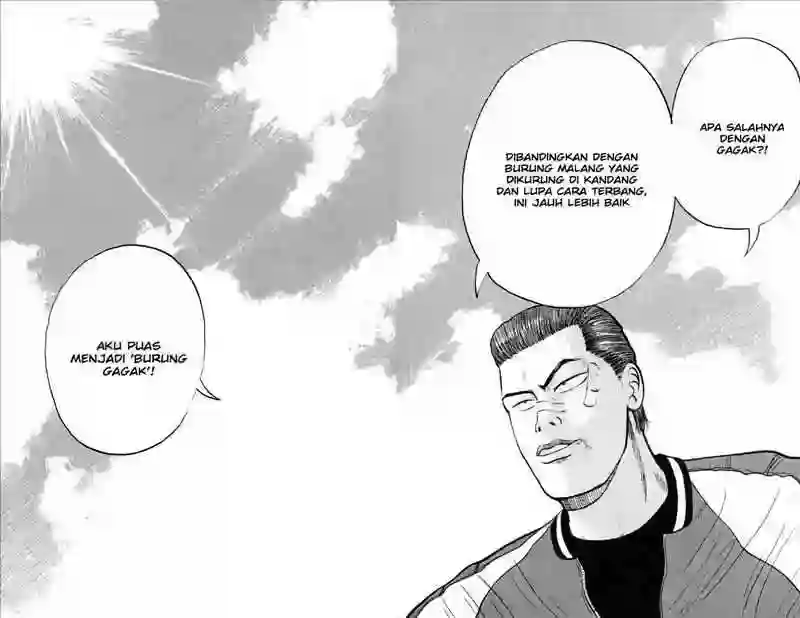 APA SALAHNYA
DENGAN
GAGAK?!
DIBANDINGKAN DENGAN
BURUNG MALANG YANG
DIKURUNG DI KANDANG
DAN LUPA CARA TERBANG,
INI JAUH LEBIH BAIK
AKU PUAS
MENJADI 'BURUNG
GAGAK'!